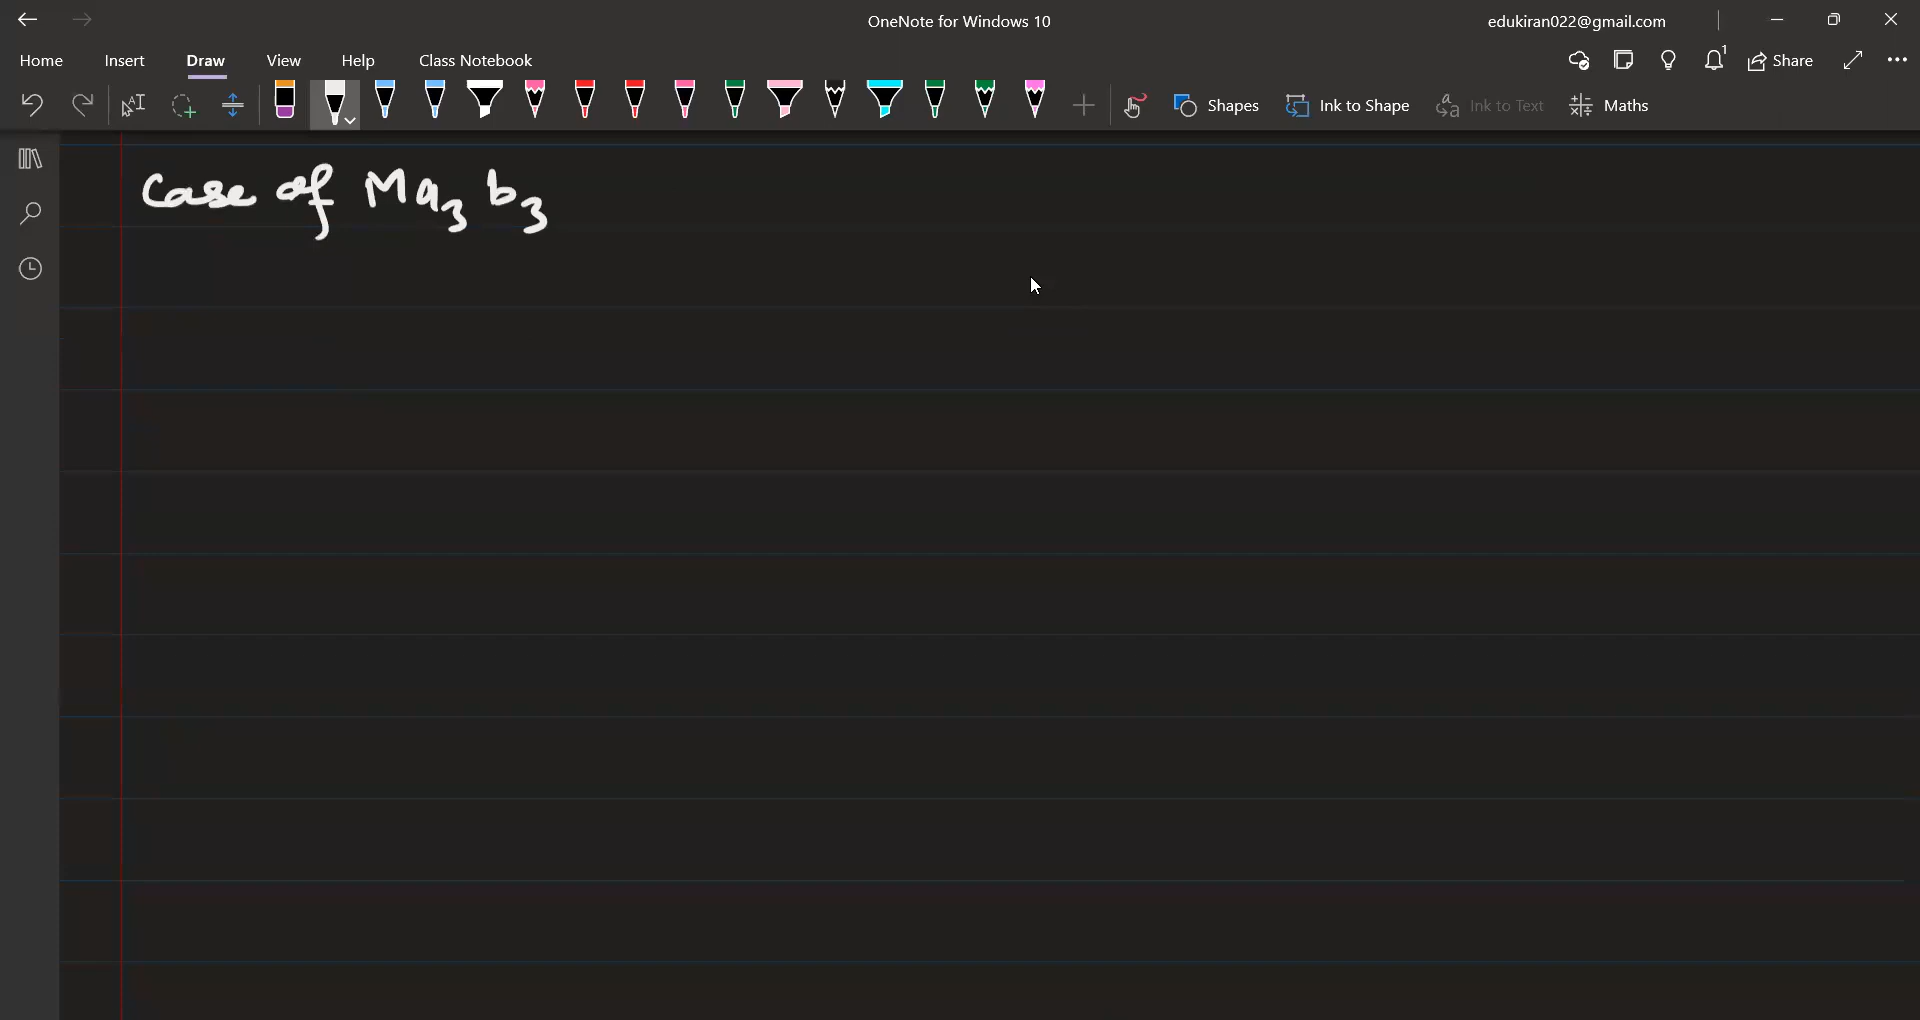 OneNote for Windows 10
edukiran022@gmail.com
Home Insert Draw View Help Class Notebook
1
Share
Shapes Ink to Shape Ink to Text Maths
Case of Ma₃ b₃